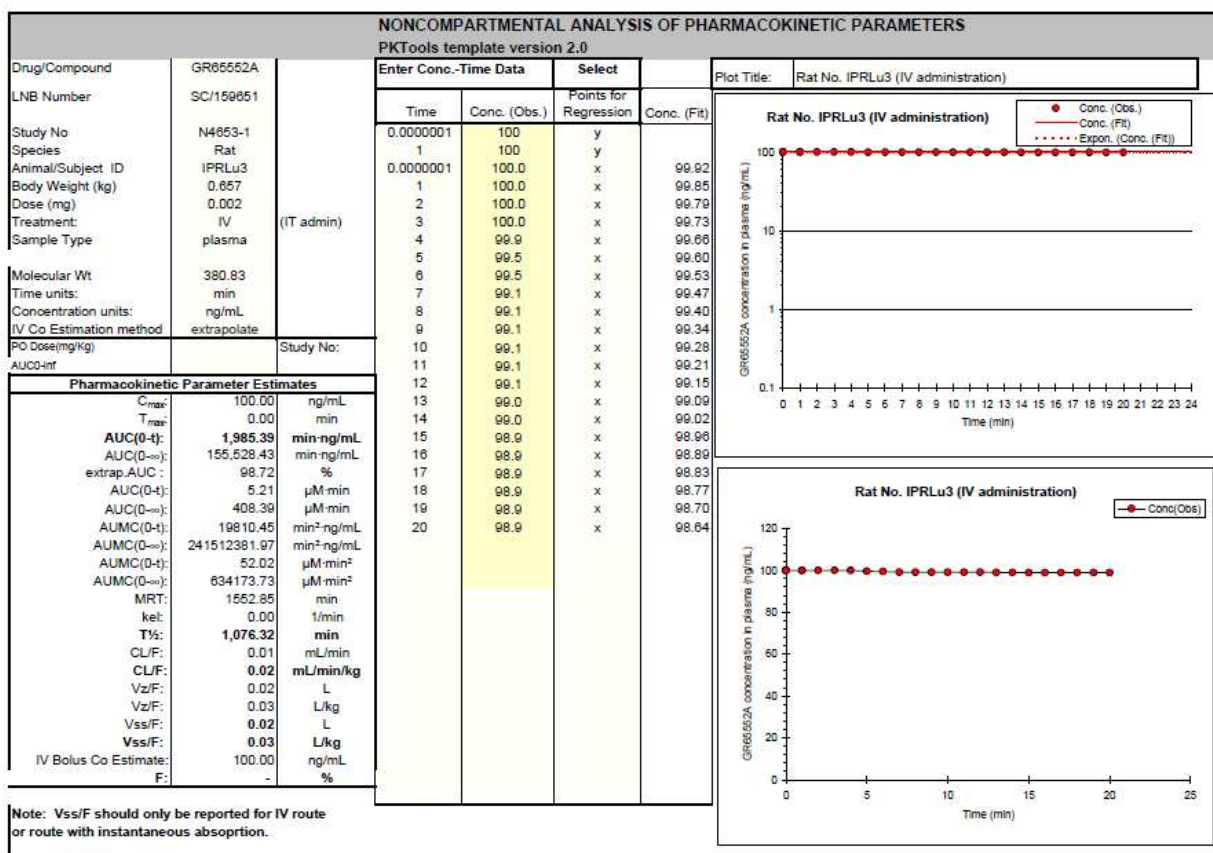 NONCOMPARTMENTAL ANALYSIS OF PHARMACOKINETIC PARAMETERS
PKTools template version 2.0
Drug/Compound GR65552A
LNB Number SC/159651
Study No N4653-1
Species Rat
Animal/Subject ID IPRLu3
Body Weight (kg) 0.657
Dose (mg) 0.002
Treatment: IV (IT admin)
Sample Type plasma
Molecular Wt 380.83
Time units: min
Concentration units: ng/mL
IV Co Estimation method extrapolate
PO Dose(mg/Kg) Study No:
AUC0-inf
Pharmacokinetic Parameter Estimates
Cmax: 100.00 ng/mL
Tmax: 0.00 min
AUC(0-t): 1,985.39 min·ng/mL
AUC(0-∞): 155,528.43 min·ng/mL
extrap.AUC : 98.72 %
AUC(0-t): 5.21 µM·min
AUC(0-∞): 408.39 µM·min
AUMC(0-t): 19810.45 min²·ng/mL
AUMC(0-∞): 241512381.97 min²·ng/mL
AUMC(0-t): 52.02 µM·min²
AUMC(0-∞): 634173.73 µM·min²
MRT: 1552.85 min
kel: 0.00 1/min
T½: 1,076.32 min
CL/F: 0.01 mL/min
CL/F: 0.02 mL/min/kg
Vz/F: 0.02 L
Vz/F: 0.03 L/kg
Vss/F: 0.02 L
Vss/F: 0.03 L/kg
IV Bolus Co Estimate: 100.00 ng/mL
F: - %
Note: Vss/F should only be reported for IV route
or route with instantaneous absoprtion.
Enter Conc.-Time Data Select
Points for
Time Conc. (Obs.) Regression Conc. (Fit)
0.0000001 100 y
1 100 y
0.0000001 100.0 x 99.92
1 100.0 x 99.85
2 100.0 x 99.79
3 100.0 x 99.73
4 99.9 x 99.66
5 99.5 x 99.60
6 99.5 x 99.53
7 99.1 x 99.47
8 99.1 x 99.40
9 99.1 x 99.34
10 99.1 x 99.28
11 99.1 x 99.21
12 99.1 x 99.15
13 99.0 x 99.09
14 99.0 x 99.02
15 98.9 x 98.96
16 98.9 x 98.89
17 98.9 x 98.83
18 98.9 x 98.77
19 98.9 x 98.70
20 98.9 x 98.64
Plot Title: Rat No. IPRLu3 (IV administration)
Rat No. IPRLu3 (IV administration)
Conc. (Obs.)
Conc. (Fit)
Expon. (Conc. (Fit))
GR65552A concentration in plasma (ng/mL)
100
10
1
0.1
0 1 2 3 4 5 6 7 8 9 10 11 12 13 14 15 16 17 18 19 20 21 22 23 24
Time (min)
Rat No. IPRLu3 (IV administration)
Conc(Obs)
GR65552A concentration in plasma (ng/mL)
120
100
80
60
40
20
0
0 5 10 15 20 25
Time (min)